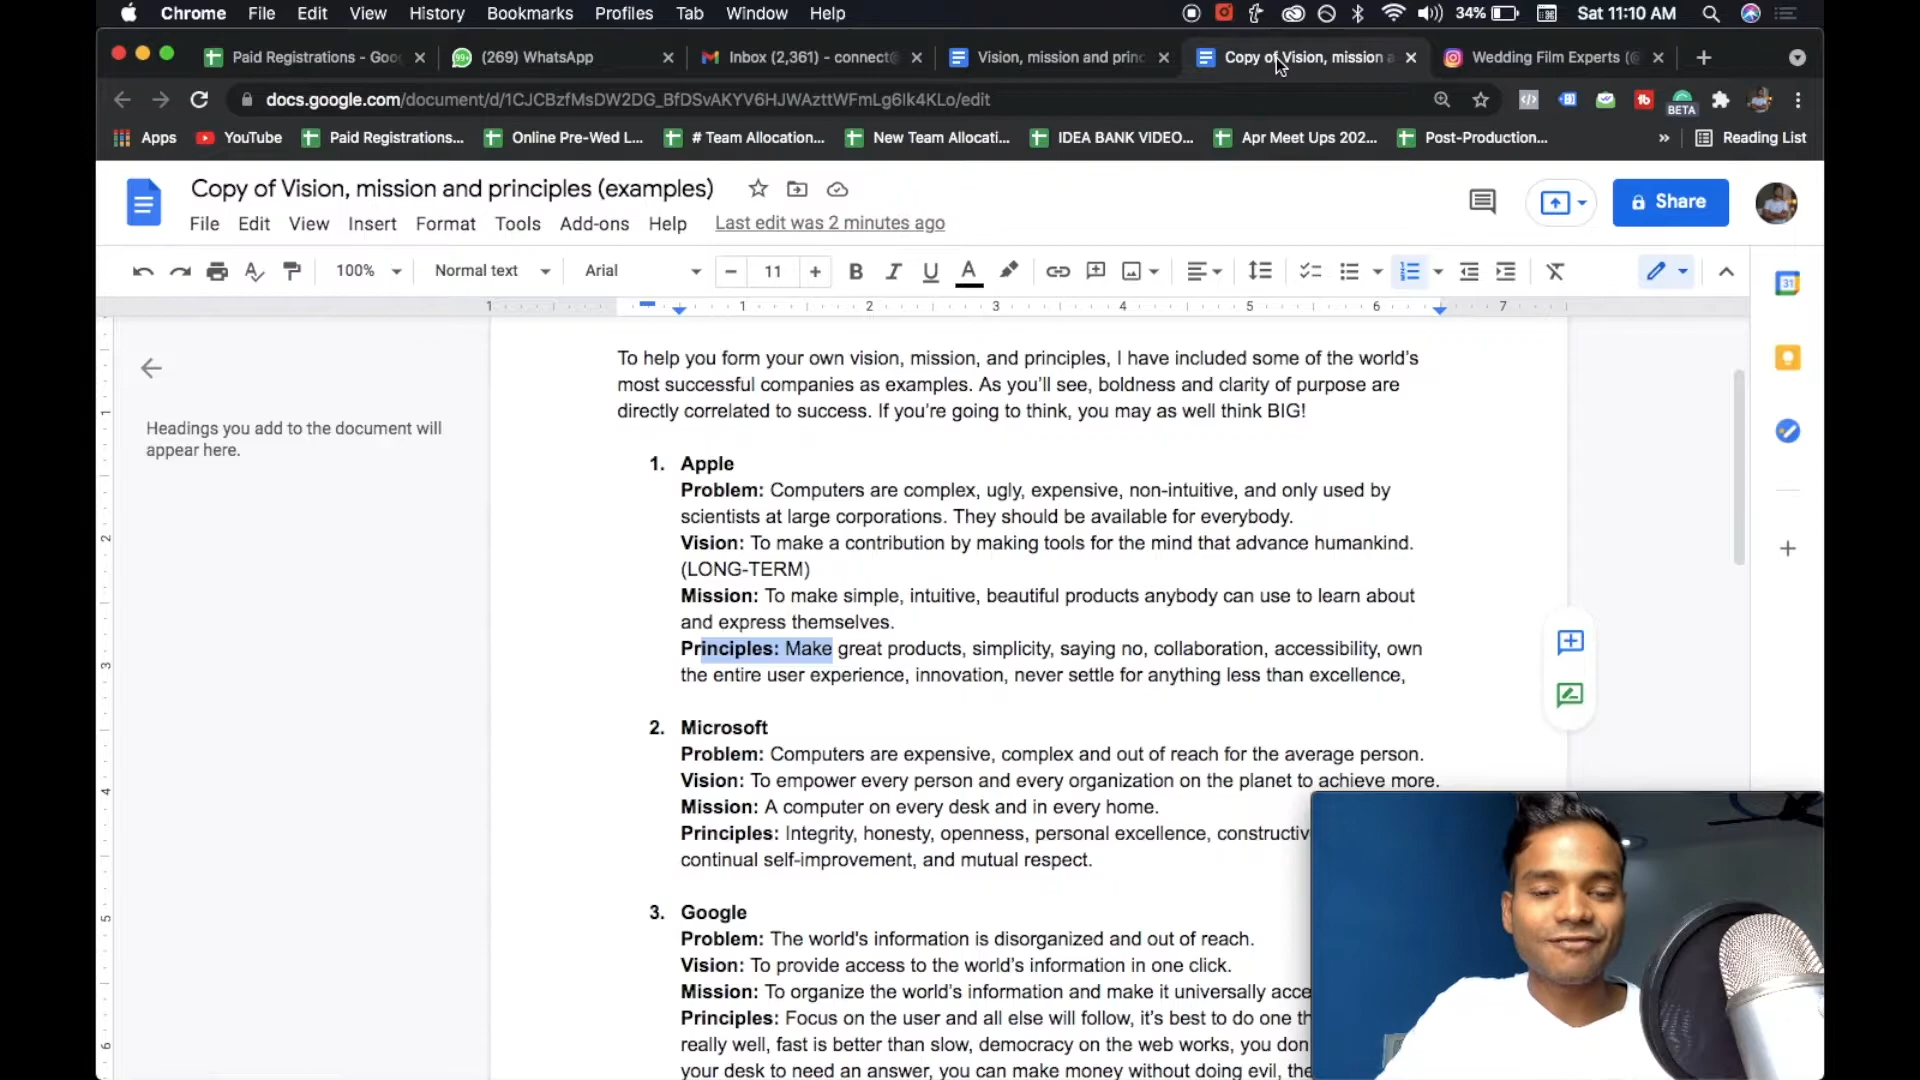 Chrome File Edit View History Bookmarks Profiles Tab Window Help 34% Sat 11:10 AM
Paid Registrations - Goo (269) WhatsApp Inbox (2,361) - connect@ Vision, mission and princ Copy of Vision, mission a Wedding Film Experts (@
docs.google.com/document/d/1CJCBzfMsDW2DG_BfDSvAKYV6HJWAzttWFmLg6Ik4KLo/edit
BETA
Apps YouTube Paid Registrations... Online Pre-Wed L... # Team Allocation... New Team Allocati... IDEA BANK VIDEO... Apr Meet Ups 202... Post-Production... » Reading List
Copy of Vision, mission and principles (examples)
Share
File Edit View Insert Format Tools Add-ons Help Last edit was 2 minutes ago
100% Normal text Arial 11
1 1 2 3 4 5 6 7
Headings you add to the document will
appear here.
To help you form your own vision, mission, and principles, I have included some of the world's
most successful companies as examples. As you'll see, boldness and clarity of purpose are
directly correlated to success. If you're going to think, you may as well think BIG!
1. Apple
Problem: Computers are complex, ugly, expensive, non-intuitive, and only used by
scientists at large corporations. They should be available for everybody.
Vision: To make a contribution by making tools for the mind that advance humankind.
(LONG-TERM)
Mission: To make simple, intuitive, beautiful products anybody can use to learn about
and express themselves.
Principles: Make great products, simplicity, saying no, collaboration, accessibility, own
the entire user experience, innovation, never settle for anything less than excellence,
2. Microsoft
Problem: Computers are expensive, complex and out of reach for the average person.
Vision: To empower every person and every organization on the planet to achieve more.
Mission: A computer on every desk and in every home.
Principles: Integrity, honesty, openness, personal excellence, constructiv
continual self-improvement, and mutual respect.
3. Google
Problem: The world's information is disorganized and out of reach.
Vision: To provide access to the world's information in one click.
Mission: To organize the world's information and make it universally acce
Principles: Focus on the user and all else will follow, it's best to do one th
really well, fast is better than slow, democracy on the web works, you don
your desk to need an answer, you can make money without doing evil, the